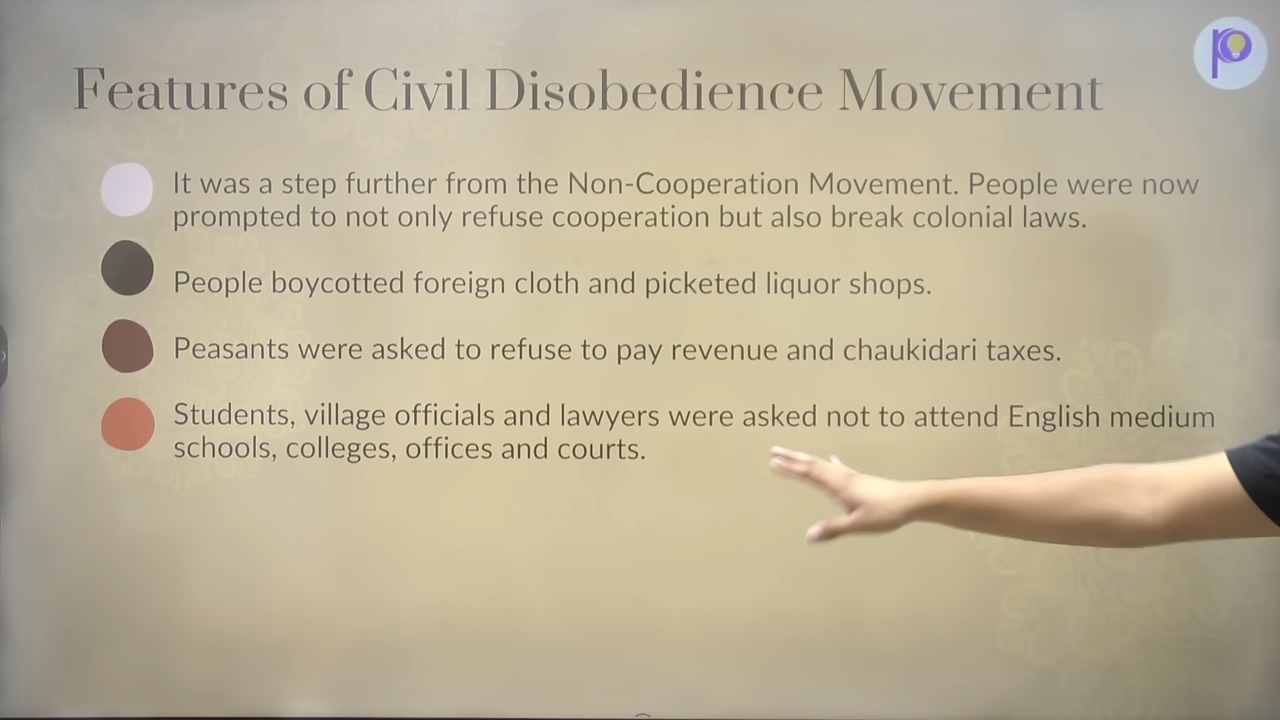 Features of Civil Disobedience Movement
It was a step further from the Non-Cooperation Movement. People were now
prompted to not only refuse cooperation but also break colonial laws.
People boycotted foreign cloth and picketed liquor shops.
Peasants were asked to refuse to pay revenue and chaukidari taxes.
Students, village officials and lawyers were asked not to attend English medium
schools, colleges, offices and courts.